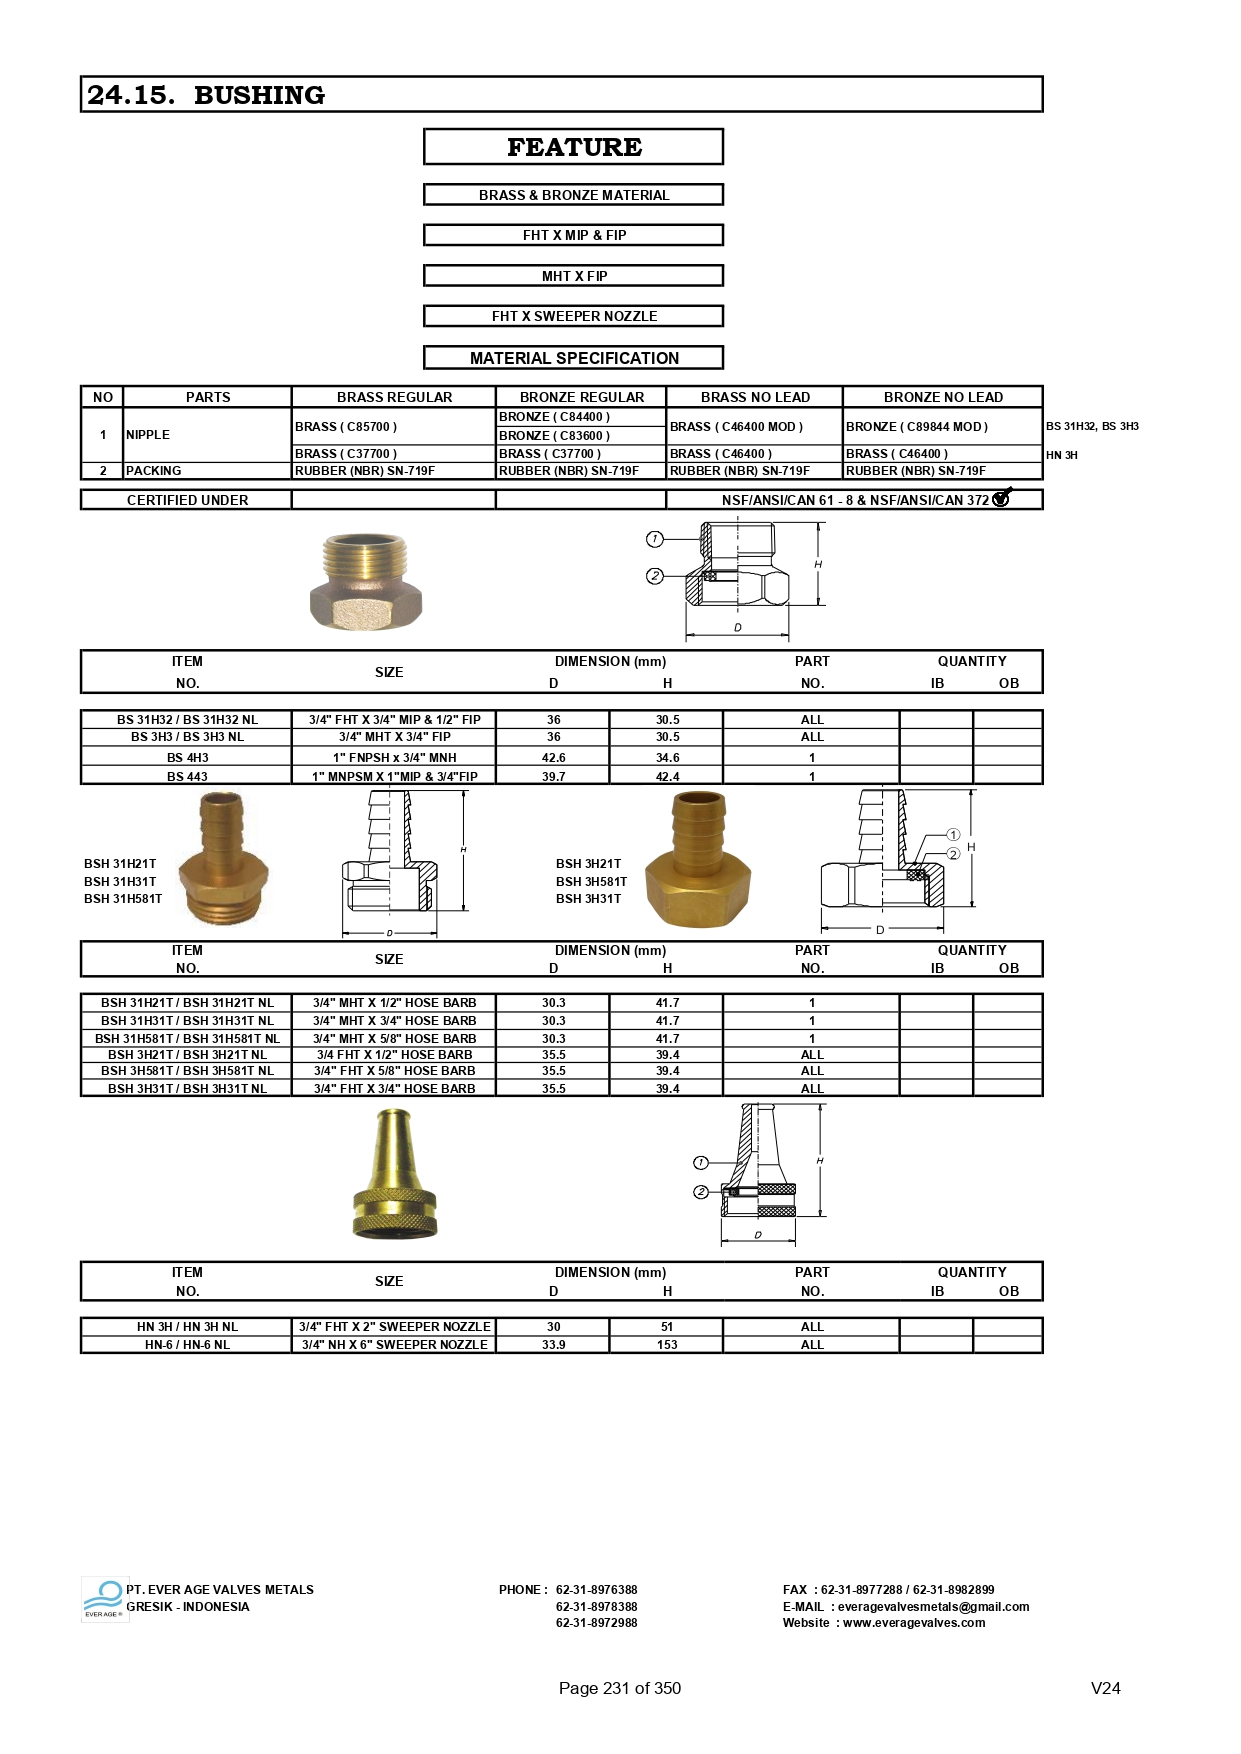 24.15. BUSHING
FEATURE
BRASS & BRONZE MATERIAL
FHT X MIP & FIP
MHT X FIP
FHT X SWEEPER NOZZLE
MATERIAL SPECIFICATION
NO PARTS BRASS REGULAR BRONZE REGULAR BRASS NO LEAD BRONZE NO LEAD
1 NIPPLE BRASS ( C85700 ) BRONZE ( C84400 ) BRASS ( C46400 MOD ) BRONZE ( C89844 MOD ) BS 31H32, BS 3H3
BRONZE ( C83600 )
BRASS ( C37700 ) BRASS ( C37700 ) BRASS ( C46400 ) BRASS ( C46400 ) HN 3H
2 PACKING RUBBER (NBR) SN-719F RUBBER (NBR) SN-719F RUBBER (NBR) SN-719F RUBBER (NBR) SN-719F
CERTIFIED UNDER NSF/ANSI/CAN 61 - 8 & NSF/ANSI/CAN 372
1
H
2
D
ITEM DIMENSION (mm) PART QUANTITY
SIZE
NO. D H NO. IB OB
BS 31H32 / BS 31H32 NL 3/4" FHT X 3/4" MIP & 1/2" FIP 36 30.5 ALL
BS 3H3 / BS 3H3 NL 3/4" MHT X 3/4" FIP 36 30.5 ALL
BS 4H3 1" FNPSH x 3/4" MNH 42.6 34.6 1
BS 443 1" MNPSM X 1"MIP & 3/4"FIP 39.7 42.4 1
1
H H
2
BSH 31H21T BSH 3H21T
BSH 31H31T BSH 3H581T
BSH 31H581T BSH 3H31T
D D
ITEM DIMENSION (mm) PART QUANTITY
SIZE
NO. D H NO. IB OB
BSH 31H21T / BSH 31H21T NL 3/4" MHT X 1/2" HOSE BARB 30.3 41.7 1
BSH 31H31T / BSH 31H31T NL 3/4" MHT X 3/4" HOSE BARB 30.3 41.7 1
BSH 31H581T / BSH 31H581T NL 3/4" MHT X 5/8" HOSE BARB 30.3 41.7 1
BSH 3H21T / BSH 3H21T NL 3/4 FHT X 1/2" HOSE BARB 35.5 39.4 ALL
BSH 3H581T / BSH 3H581T NL 3/4" FHT X 5/8" HOSE BARB 35.5 39.4 ALL
BSH 3H31T / BSH 3H31T NL 3/4" FHT X 3/4" HOSE BARB 35.5 39.4 ALL
1 H
2
D
ITEM DIMENSION (mm) PART QUANTITY
SIZE
NO. D H NO. IB OB
HN 3H / HN 3H NL 3/4" FHT X 2" SWEEPER NOZZLE 30 51 ALL
HN-6 / HN-6 NL 3/4" NH X 6" SWEEPER NOZZLE 33.9 153 ALL
PT. EVER AGE VALVES METALS PHONE : 62-31-8976388 FAX : 62-31-8977288 / 62-31-8982899
GRESIK - INDONESIA 62-31-8978388 E-MAIL : everagevalvesmetals@gmail.com
EVER AGE ®
62-31-8972988 Website : www.everagevalves.com
Page 231 of 350 V24